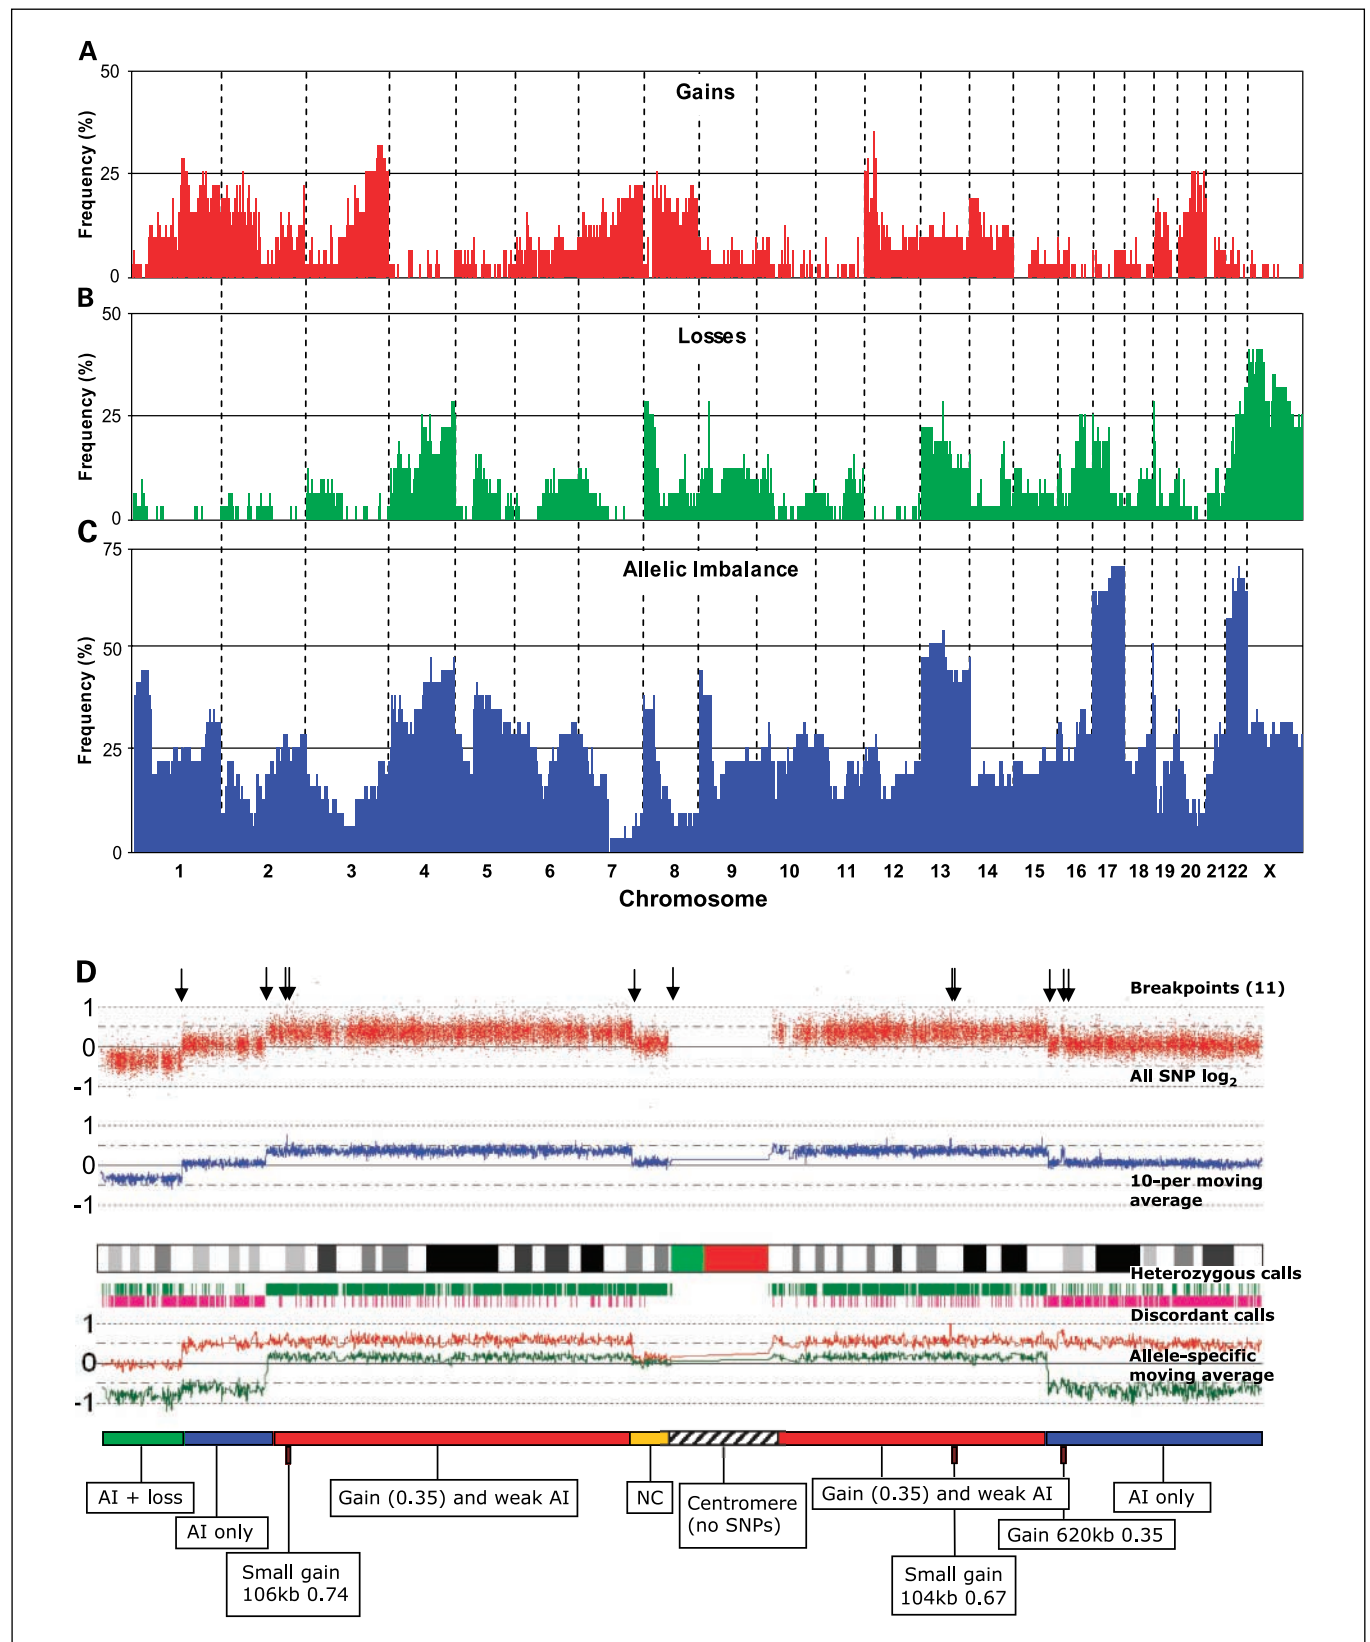 A
50
Gains
25
0
Frequency (%)
B
50
Losses
25
0
Frequency (%)
C
75
Allelic Imbalance
50
25
0
Frequency (%)
1 2 3 4 5 6 7 8 9 10 11 12 13 14 15 16 17 18 19 20 21 22 X
Chromosome
D
Breakpoints (11)
1
0
-1
All SNP log2
1
0
-1
10-per moving
average
Heterozygous calls
Discordant calls
1
0
-1
Allele-specific
moving average
AI + loss
AI only
Small gain
106kb 0.74
Gain (0.35) and weak AI
NC
Centromere
(no SNPs)
Gain (0.35) and weak AI
Small gain
104kb 0.67
Gain 620kb 0.35
AI only